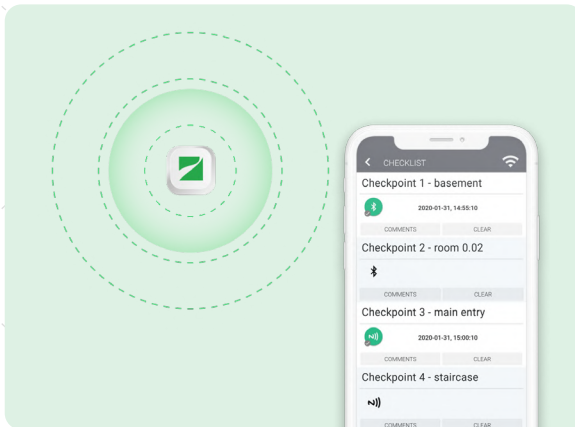 CHECKLIST
Checkpoint 1 - basement
2020-01-31, 14:55:10
COMMENTS CLEAR
Checkpoint 2 - room 0.02
COMMENTS CLEAR
Checkpoint 3 - main entry
2020-01-31, 15:00:10
COMMENTS CLEAR
Checkpoint 4 - staircase
COMMENTS CLEAR